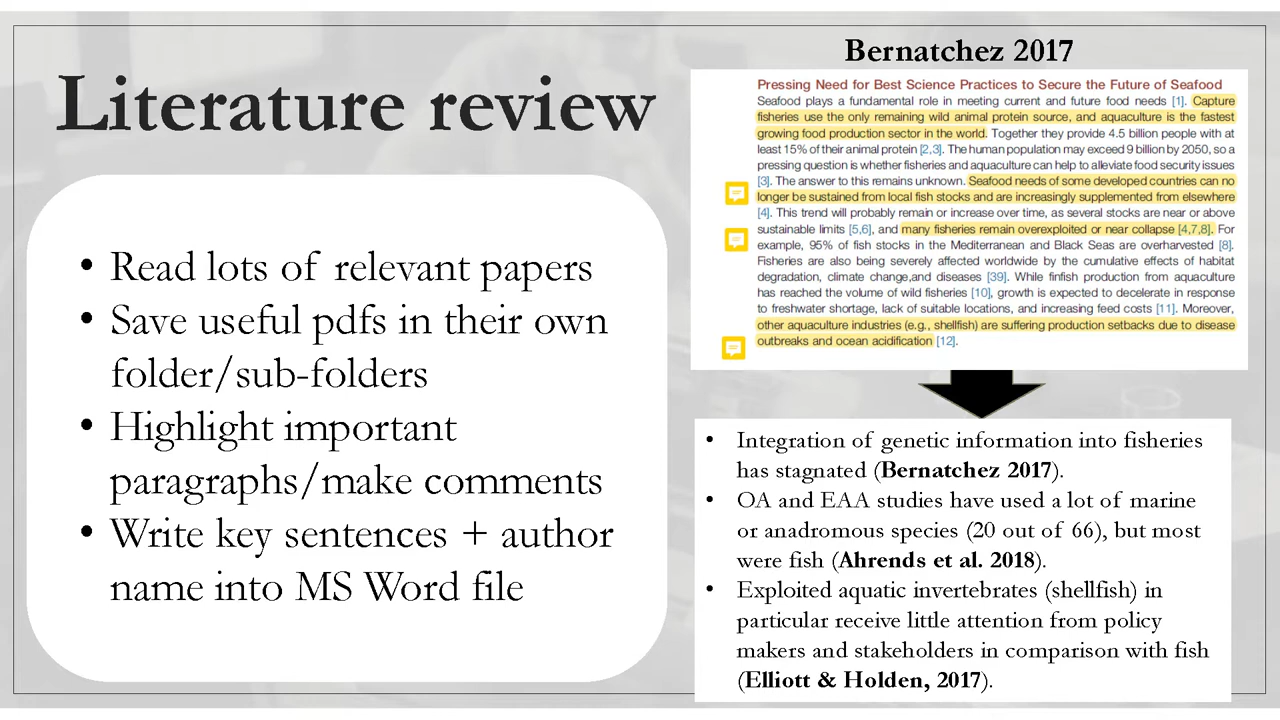 Literature review
• Read lots of relevant papers
• Save useful pdfs in their own
folder/sub-folders
• Highlight important
paragraphs/make comments
• Write key sentences + author
name into MS Word file
Bernatchez 2017
Pressing Need for Best Science Practices to Secure the Future of Seafood
Seafood plays a fundamental role in meeting current and future food needs [1]. Capture
fisheries use the only remaining wild animal protein source, and aquaculture is the fastest
growing food production sector in the world. Together they provide 4.5 billion people with at
least 15% of their animal protein [2,3]. The human population may exceed 9 billion by 2050, so a
pressing question is whether fisheries and aquaculture can help to alleviate food security issues
[3]. The answer to this remains unknown. Seafood needs of some developed countries can no
longer be sustained from local fish stocks and are increasingly supplemented from elsewhere
[4]. This trend will probably remain or increase over time, as several stocks are near or above
sustainable limits [5,6], and many fisheries remain overexploited or near collapse [4,7,8]. For
example, 95% of fish stocks in the Mediterranean and Black Seas are overharvested [8].
Fisheries are also being severely affected worldwide by the cumulative effects of habitat
degradation, climate change,and diseases [39]. While finfish production from aquaculture
has reached the volume of wild fisheries [10], growth is expected to decelerate in response
to freshwater shortage, lack of suitable locations, and increasing feed costs [11]. Moreover,
other aquaculture industries (e.g., shellfish) are suffering production setbacks due to disease
outbreaks and ocean acidification [12].
• Integration of genetic information into fisheries
has stagnated (Bernatchez 2017).
• OA and EAA studies have used a lot of marine
or anadromous species (20 out of 66), but most
were fish (Ahrends et al. 2018).
• Exploited aquatic invertebrates (shellfish) in
particular receive little attention from policy
makers and stakeholders in comparison with fish
(Elliott & Holden, 2017).